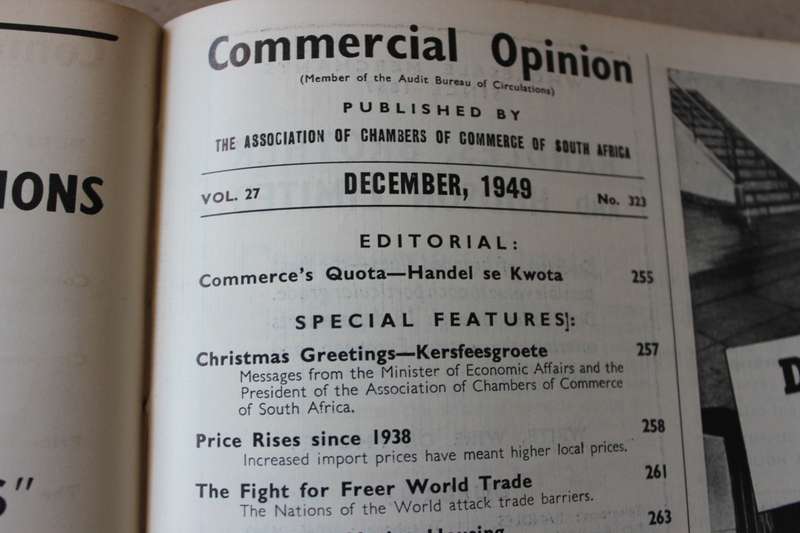 IONS
S"
Commercial Opinion
(Member of the Audit Bureau of Circulations)
PUBLISHED BY
THE ASSOCIATION OF CHAMBERS OF COMMERCE OF SOUTH AFRICA
VOL. 27 DECEMBER, 1949 No. 323
EDITORIAL:
Commerce's Quota—Handel se Kwota 255
SPECIAL FEATURES]:
Christmas Greetings—Kersfeesgroete 257
Messages from the Minister of Economic Affairs and the
President of the Association of Chambers of Commerce
of South Africa.
Price Rises since 1938 258
Increased import prices have meant higher local prices.
The Fight for Freer World Trade 261
The Nations of the World attack trade barriers.
Housing 263
D